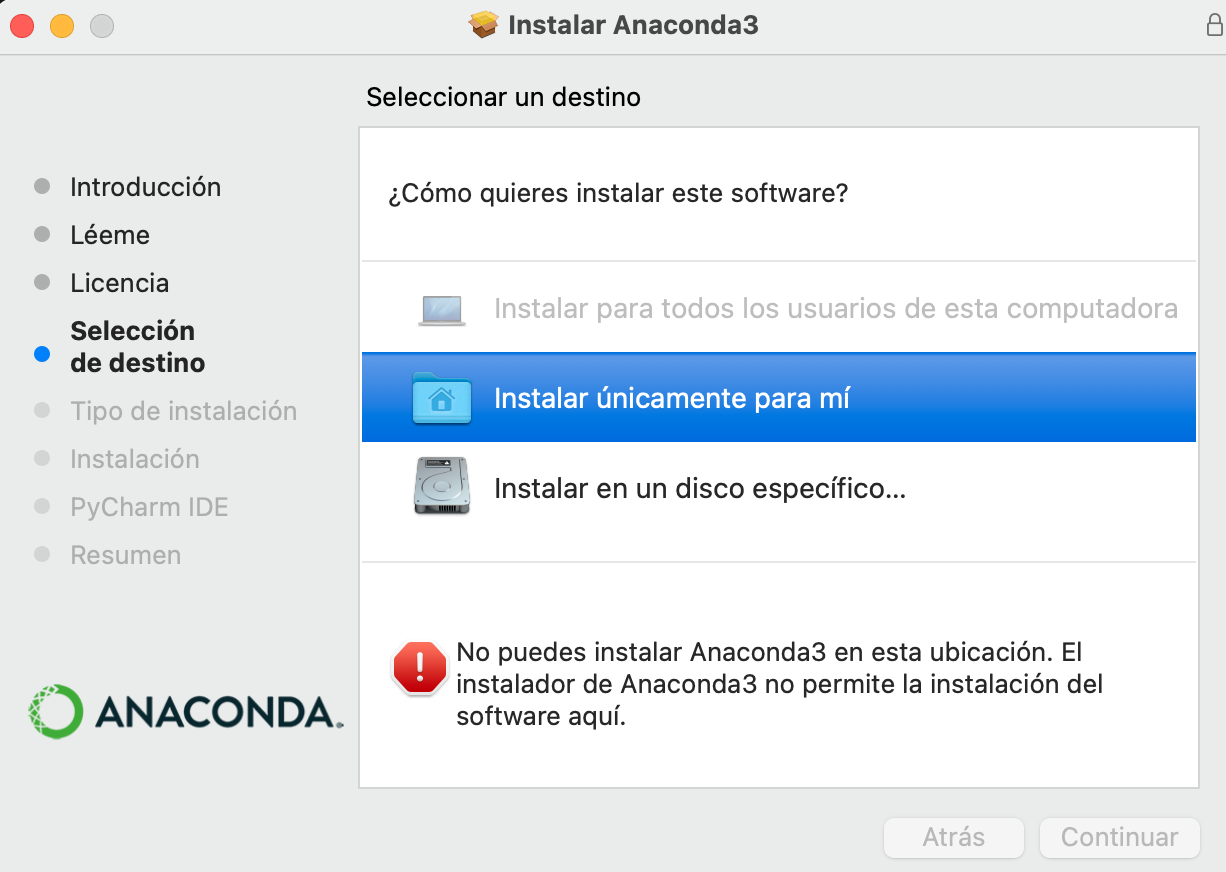 Instalar Anaconda3
Seleccionar un destino
Introducción
Léeme
Licencia
Selección
de destino
Tipo de instalación
Instalación
PyCharm IDE
Resumen
ANACONDA.
¿Cómo quieres instalar este software?
Instalar para todos los usuarios de esta computadora
Instalar únicamente para mí
Instalar en un disco específico...
No puedes instalar Anaconda3 en esta ubicación. El
instalador de Anaconda3 no permite la instalación del
software aquí.
Atrás
Continuar